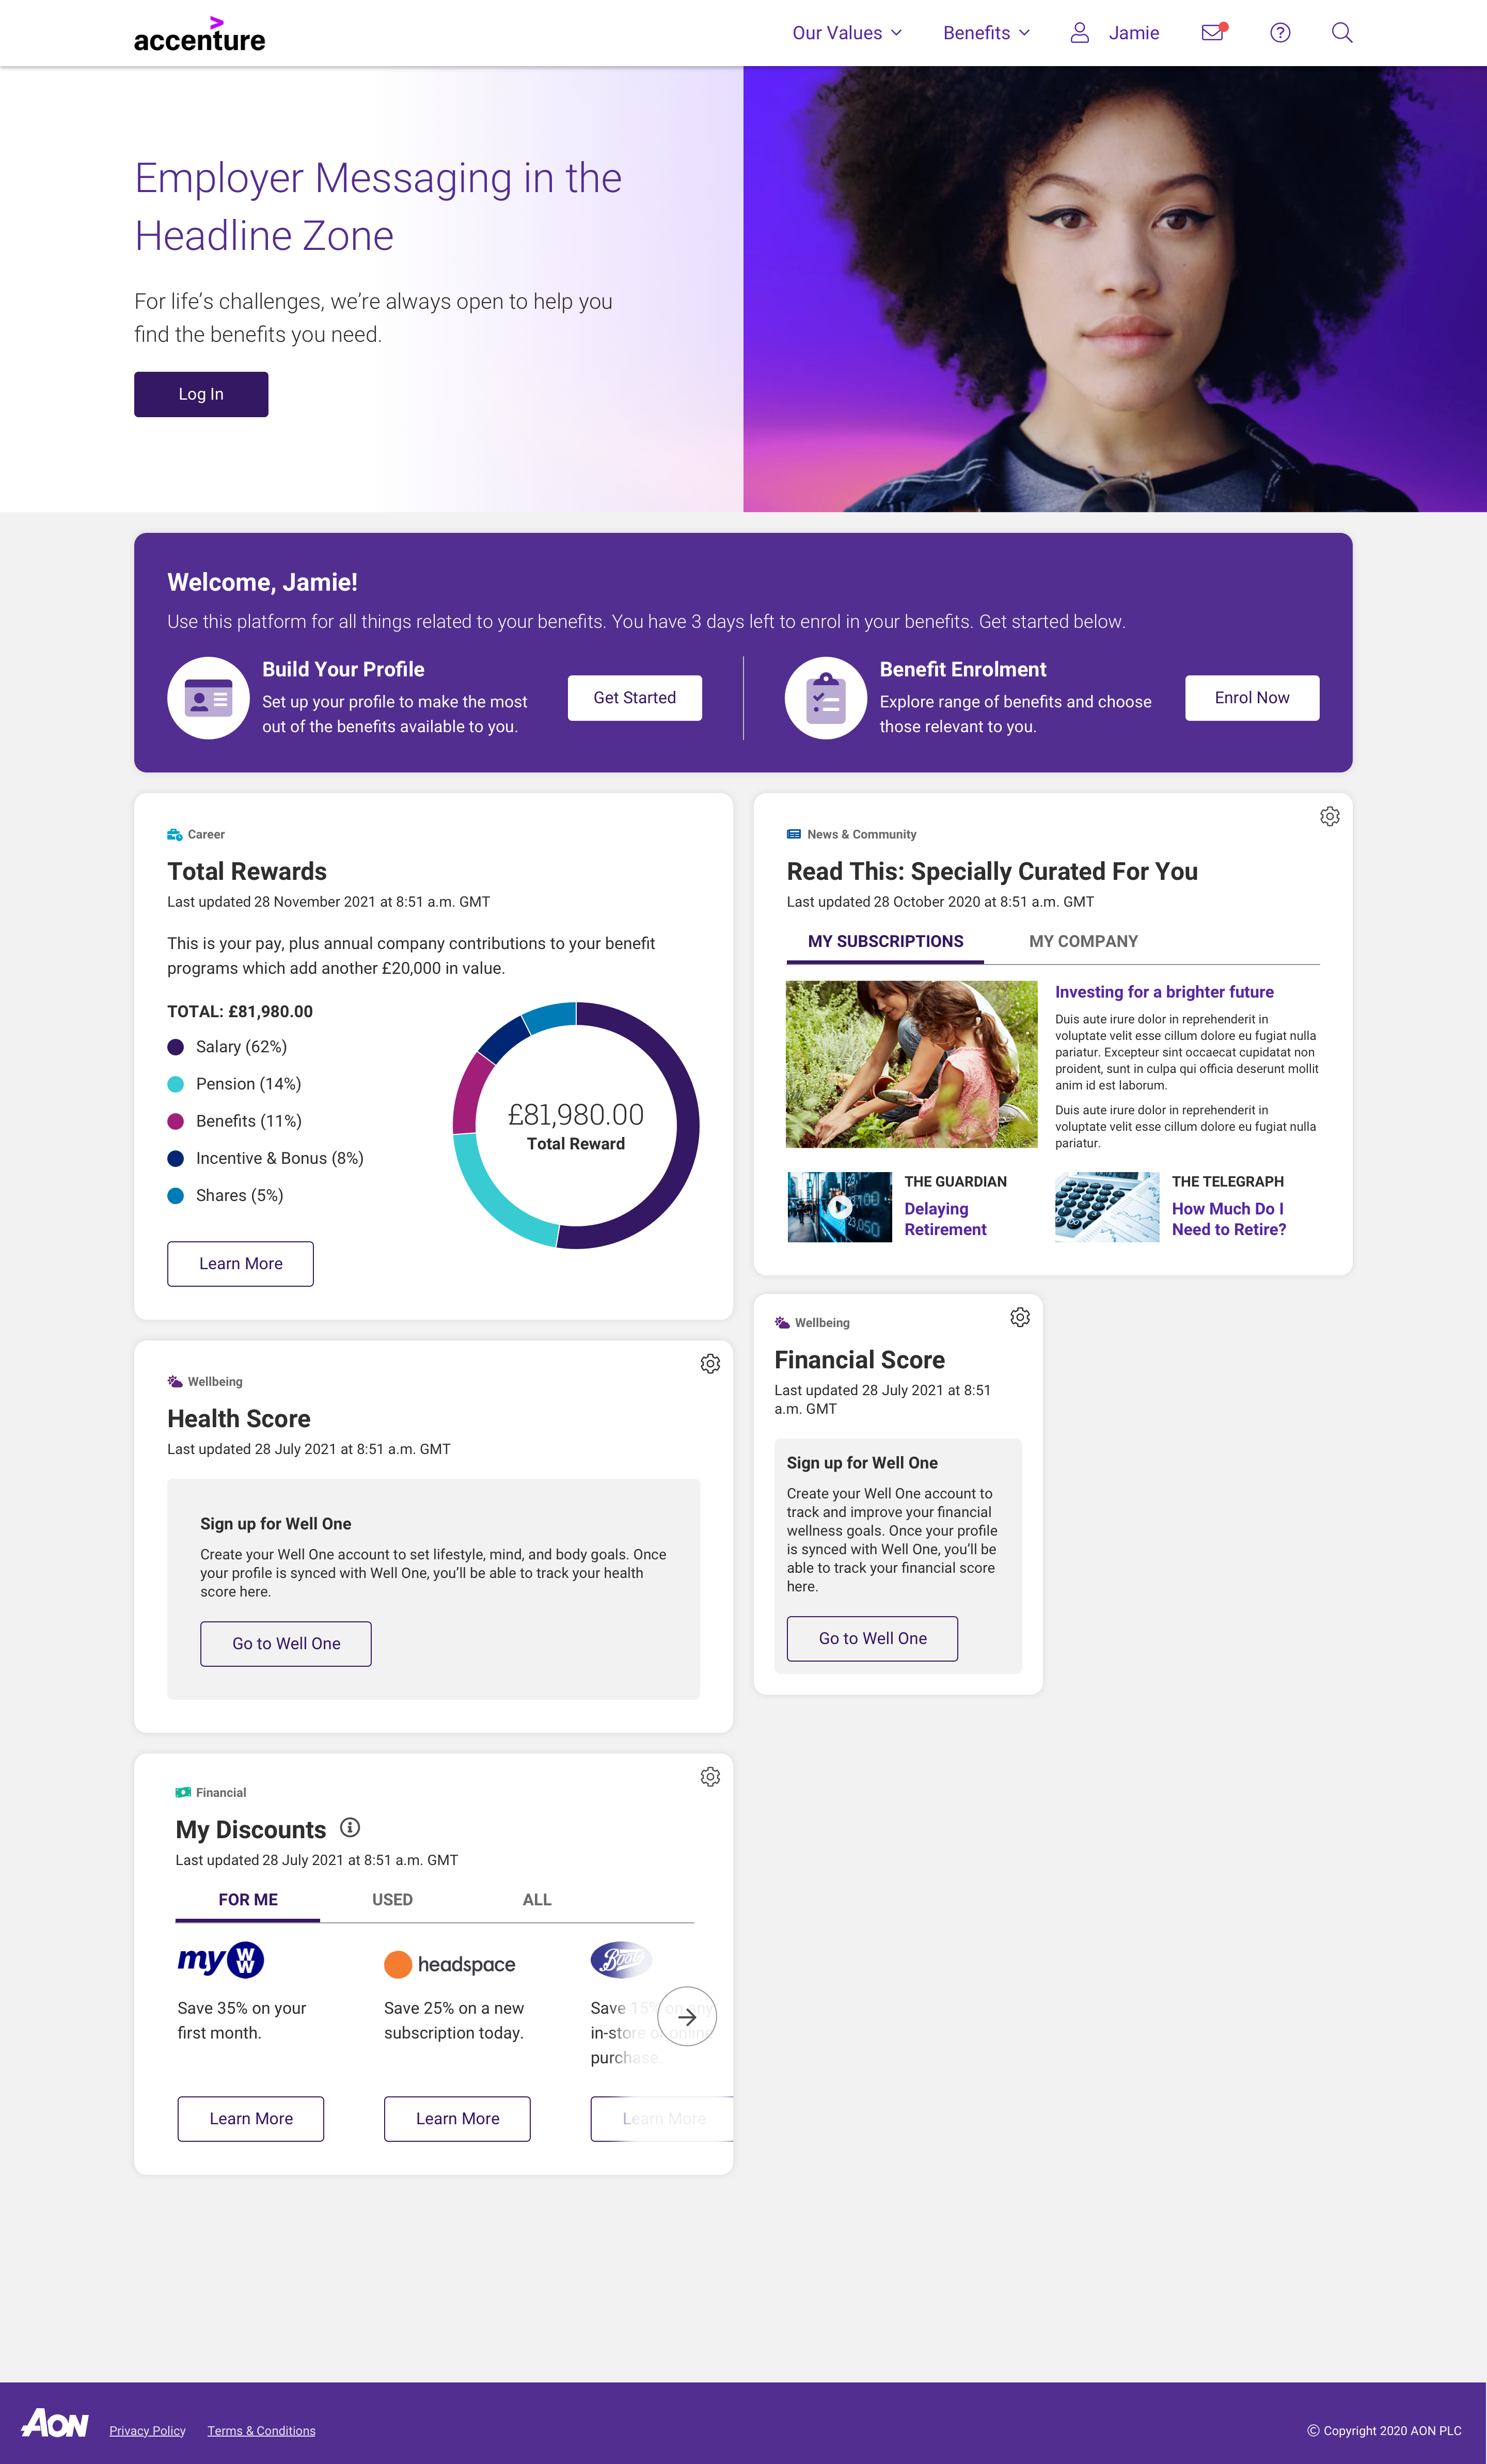 accenture
Our Values
Benefits
Jamie
Employer Messaging in the
Headline Zone
For life’s challenges, we’re always open to help you
find the benefits you need.
Log In
Welcome, Jamie!
Use this platform for all things related to your benefits. You have 3 days left to enrol in your benefits. Get started below.
Build Your Profile
Set up your profile to make the most
out of the benefits available to you.
Get Started
Benefit Enrolment
Explore range of benefits and choose
those relevant to you.
Enrol Now
Career
Total Rewards
Last updated 28 November 2021 at 8:51 a.m. GMT
This is your pay, plus annual company contributions to your benefit
programs which add another £20,000 in value.
TOTAL: £81,980.00
Salary (62%)
Pension (14%)
Benefits (11%)
Incentive & Bonus (8%)
Shares (5%)
£81,980.00
Total Reward
Learn More
News & Community
Read This: Specially Curated For You
Last updated 28 October 2020 at 8:51 a.m. GMT
MY SUBSCRIPTIONS
MY COMPANY
Investing for a brighter future
Duis aute irure dolor in reprehenderit in
voluptate velit esse cillum dolore eu fugiat nulla
pariatur. Excepteur sint occaecat cupidatat non
proident, sunt in culpa qui officia deserunt mollit
anim id est laborum.
Duis aute irure dolor in reprehenderit in
voluptate velit esse cillum dolore eu fugiat nulla
pariatur.
THE GUARDIAN
Delaying
Retirement
THE TELEGRAPH
How Much Do I
Need to Retire?
Wellbeing
Health Score
Last updated 28 July 2021 at 8:51 a.m. GMT
Sign up for Well One
Create your Well One account to set lifestyle, mind, and body goals. Once
your profile is synced with Well One, you’ll be able to track your health
score here.
Go to Well One
Wellbeing
Financial Score
Last updated 28 July 2021 at 8:51
a.m. GMT
Sign up for Well One
Create your Well One account to
track and improve your financial
wellness goals. Once your profile
is synced with Well One, you’ll be
able to track your financial score
here.
Go to Well One
Financial
My Discounts
Last updated 28 July 2021 at 8:51 a.m. GMT
FOR ME
USED
ALL
my WW
Save 35% on your
first month.
Learn More
headspace
Save 25% on a new
subscription today.
Learn More
Boots
Save 15% on any
in-store or online
purchase.
Learn More
AON
Privacy Policy
Terms & Conditions
© Copyright 2020 AON PLC